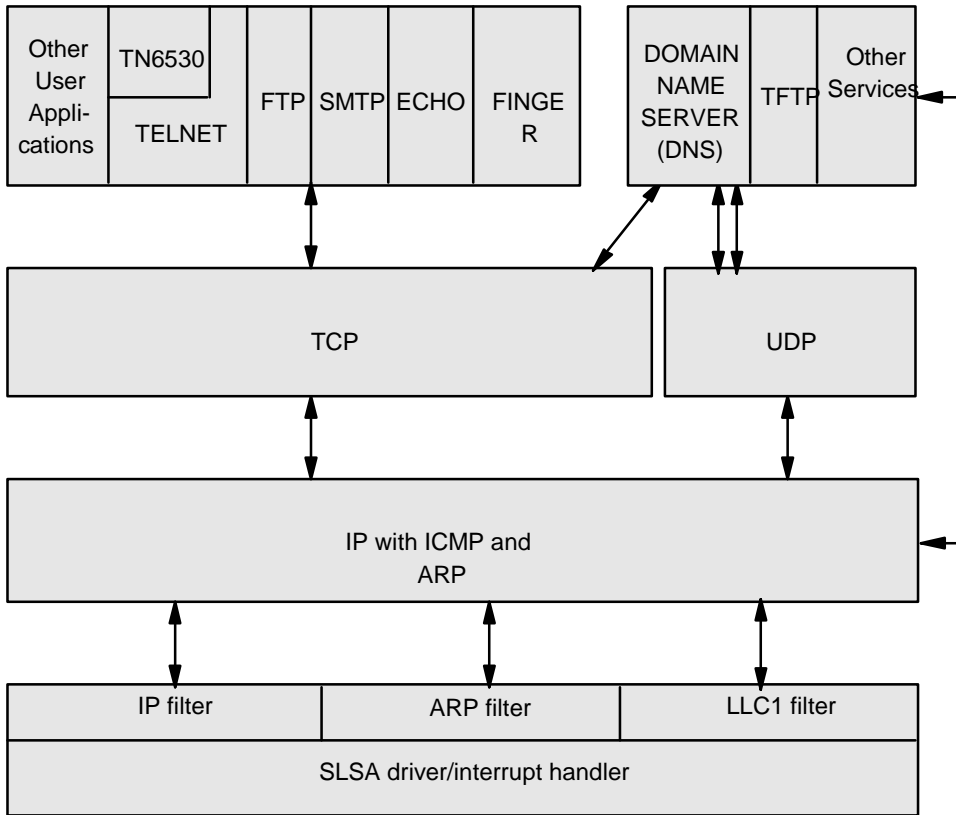 Other
User
Appli-
cations
TN6530
TELNET
FTP
SMTP
ECHO
FINGE
R
DOMAIN
NAME
SERVER
(DNS)
TFTP
Other
Services
TCP
UDP
IP with ICMP and
ARP
IP filter
ARP filter
LLC1 filter
SLSA driver/interrupt handler